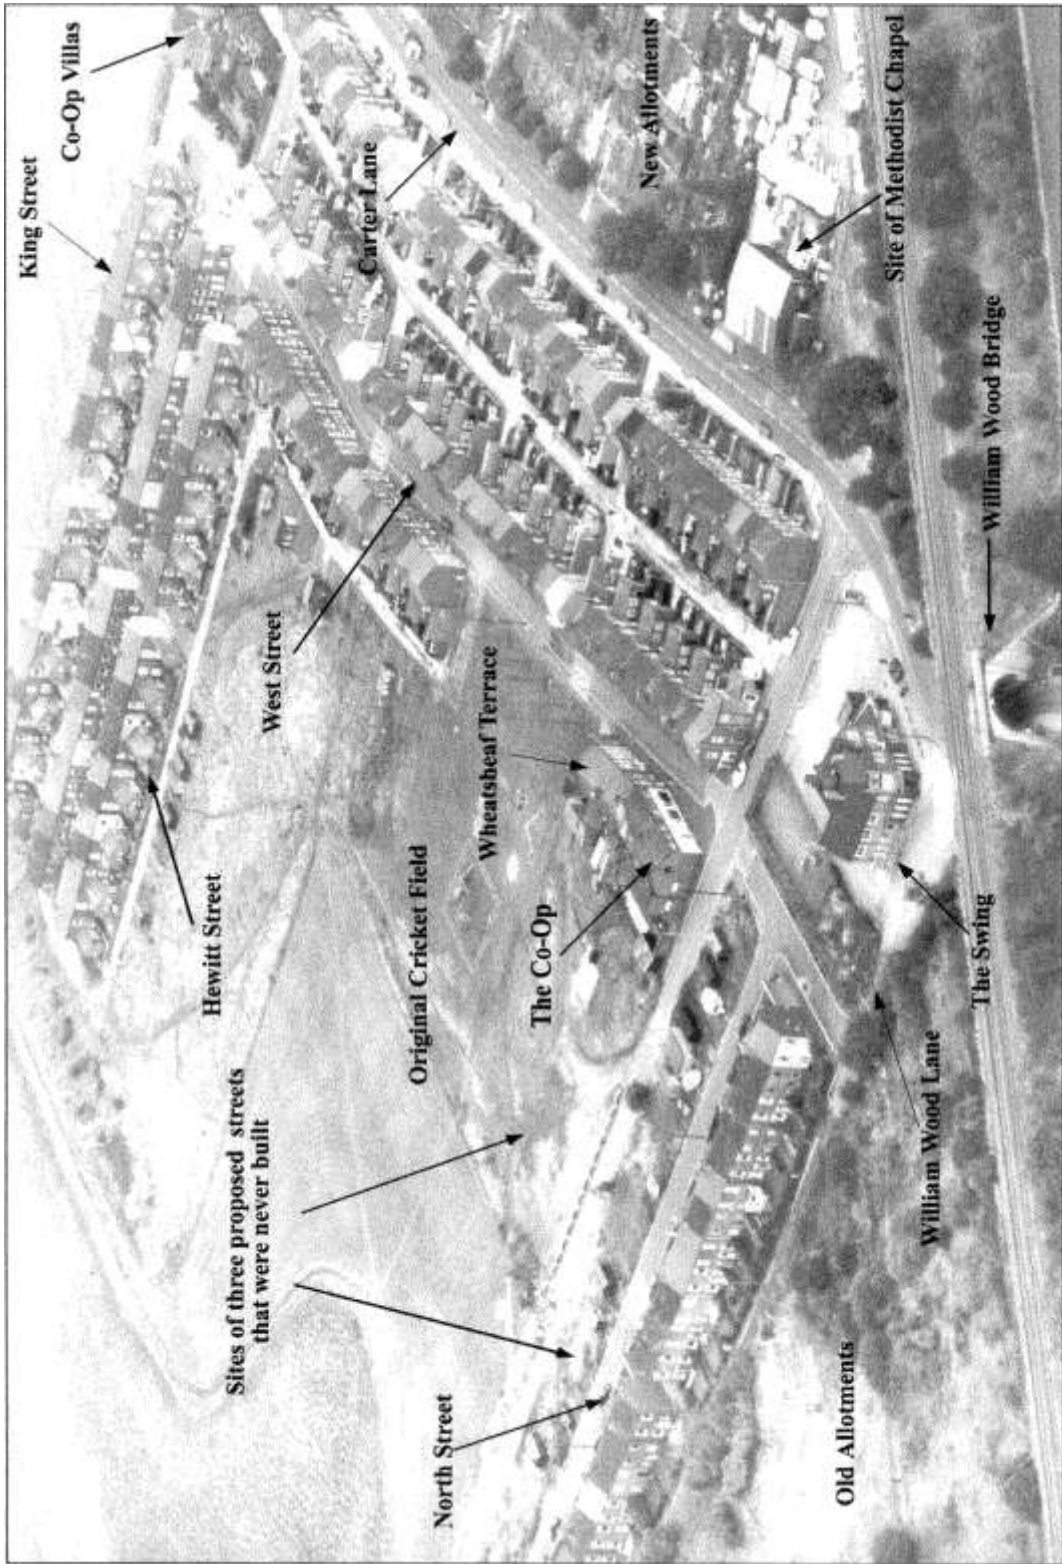 King Street
Co-Op Villas
Carter Lane
New Allotments
Site of Methodist Chapel
William Wood Bridge
West Street
Wheatsheaf Terrace
Hewitt Street
Original Cricket Field
The Co-Op
The Swing
William Wood Lane
Sites of three proposed streets
that were never built
North Street
Old Allotments